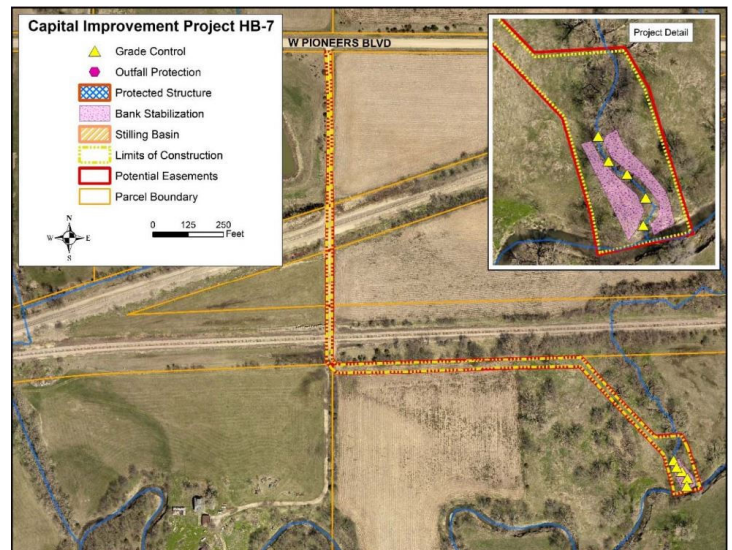 Capital Improvement Project HB-7
Grade Control
Outfall Protection
Protected Structure
Bank Stabilization
Stilling Basin
Limits of Construction
Potential Easements
Parcel Boundary
N
W E
S
0 125 250
Feet
W PIONEERS BLVD
Project Detail